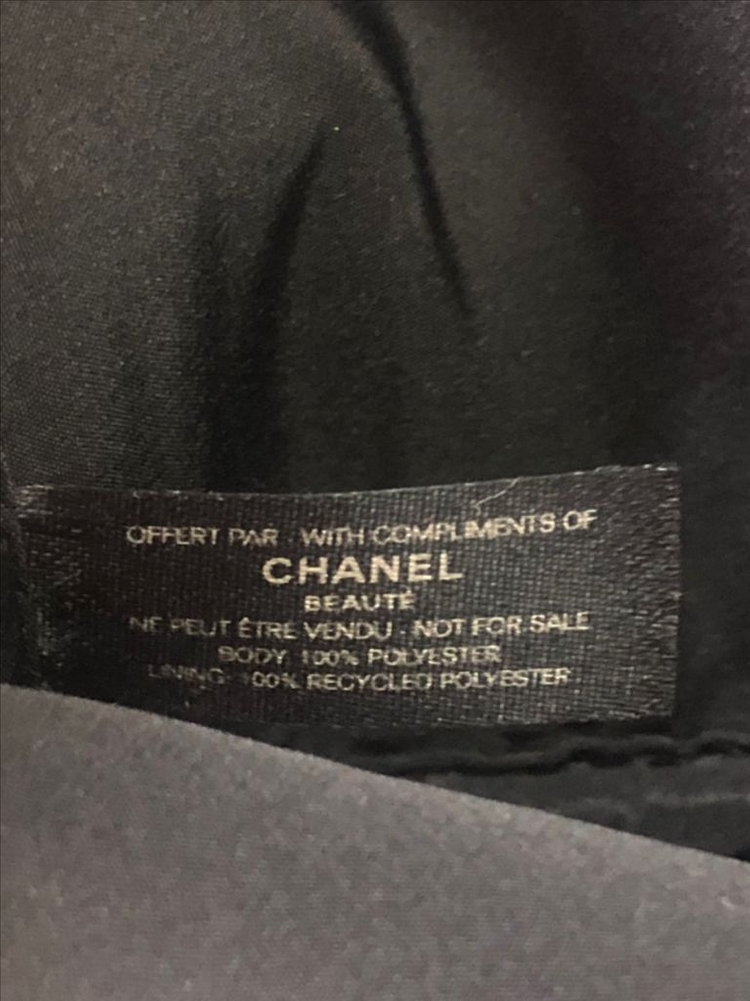 OFFERT PAR · WITH COMPLIMENTS OF
CHANEL
BEAUTÉ
NE PEUT ÊTRE VENDU · NOT FOR SALE
BODY 100% POLYESTER
LINING: 100% RECYCLED POLYESTER